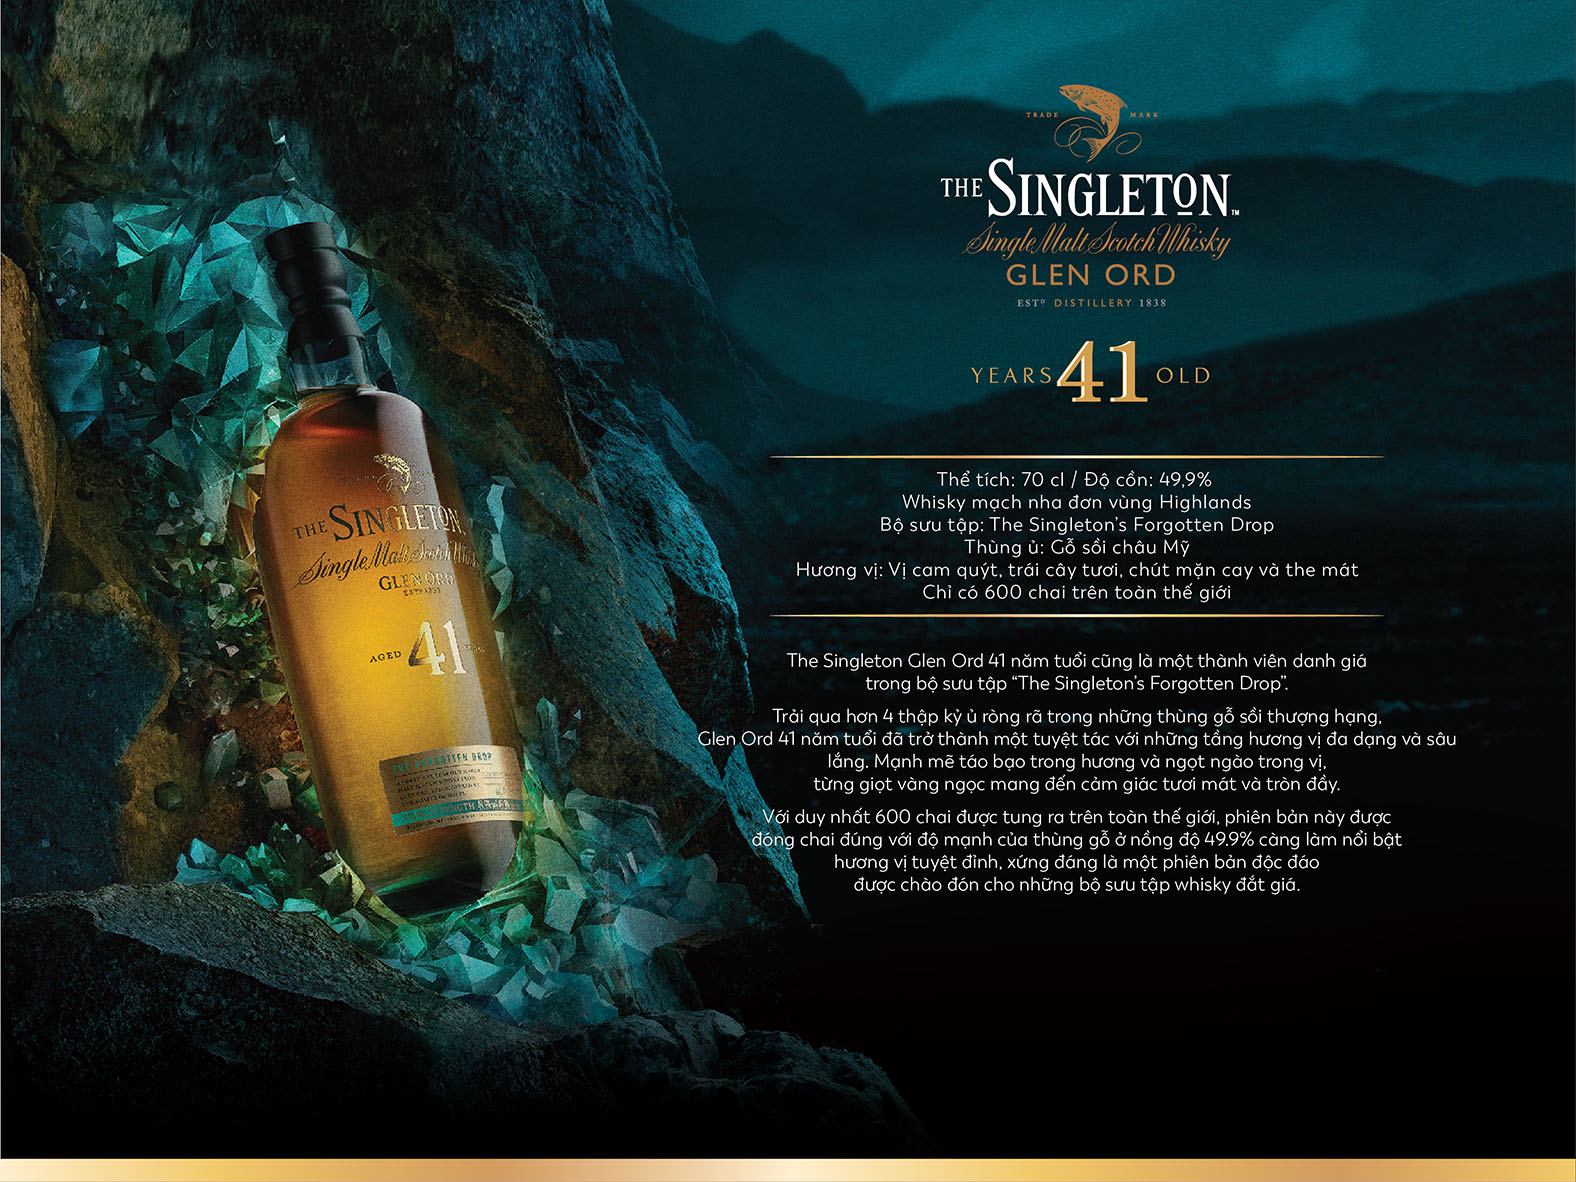 TRADE MARK
THE SINGLETON™
Single Malt Scotch Whisky
GLEN ORD
ESTD DISTILLERY 1838
YEARS 41 OLD
Thể tích: 70 cl / Độ cồn: 49,9%
Whisky mạch nha đơn vùng Highlands
Bộ sưu tập: The Singleton’s Forgotten Drop
Thùng ủ: Gỗ sồi châu Mỹ
Hương vị: Vị cam quýt, trái cây tươi, chút mặn cay và the mát
Chỉ có 600 chai trên toàn thế giới
The Singleton Glen Ord 41 năm tuổi cũng là một thành viên danh giá
trong bộ sưu tập “The Singleton’s Forgotten Drop”.
Trải qua hơn 4 thập kỷ ủ ròng rã trong những thùng gỗ sồi thượng hạng,
Glen Ord 41 năm tuổi đã trở thành một tuyệt tác với những tầng hương vị đa dạng và sâu
lắng. Mạnh mẽ táo bạo trong hương và ngọt ngào trong vị,
từng giọt vàng ngọc mang đến cảm giác tươi mát và tròn đầy.
Với duy nhất 600 chai được tung ra trên toàn thế giới, phiên bản này được
đóng chai đúng với độ mạnh của thùng gỗ ở nồng độ 49.9% càng làm nổi bật
hương vị tuyệt đỉnh, xứng đáng là một phiên bản độc đáo
được chào đón cho những bộ sưu tập whisky đắt giá.
THE SINGLETON
Single Malt Scotch Whisky
GLEN ORD
AGED 41
THE FORGOTTEN DROP